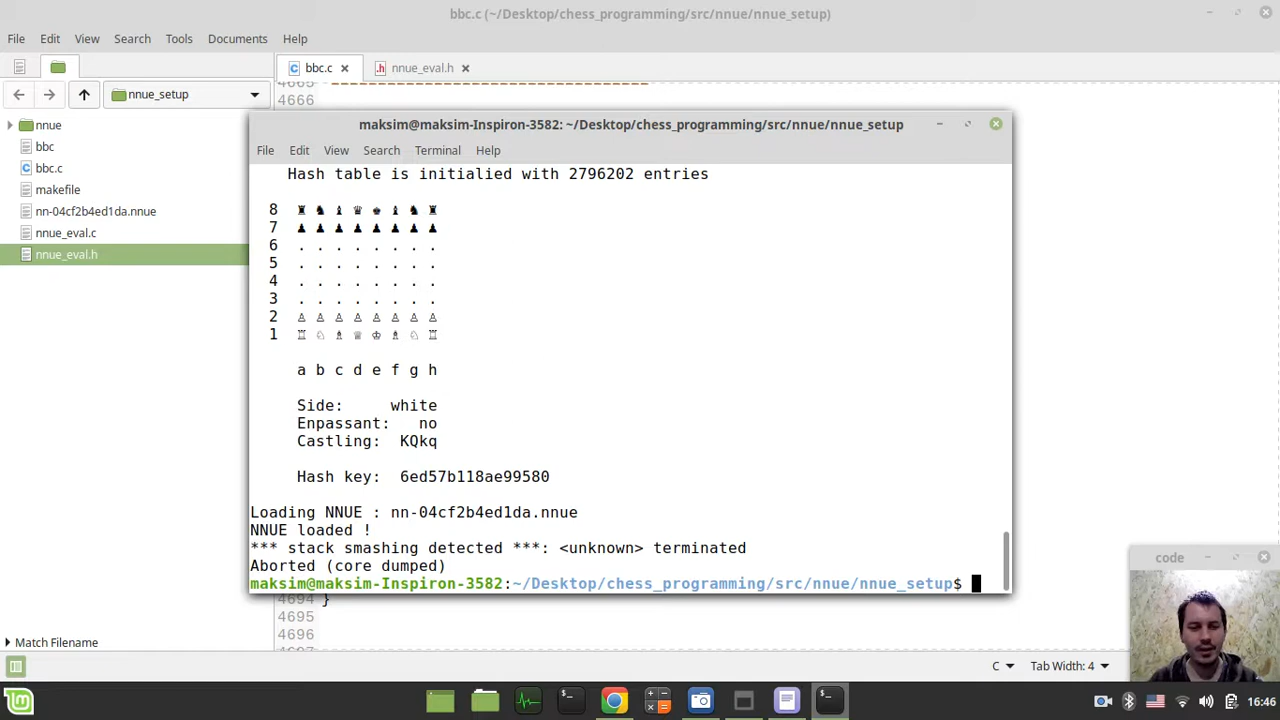 bbc.c (~/Desktop/chess_programming/src/nnue/nnue_setup)
File Edit View Search Tools Documents Help
bbc.c nnue_eval.h
4665
nnue_setup
4666
nnue
bbc
bbc.c
makefile
nn-04cf2b4ed1da.nnue
nnue_eval.c
nnue_eval.h
maksim@maksim-Inspiron-3582: ~/Desktop/chess_programming/src/nnue/nnue_setup
File Edit View Search Terminal Help
Hash table is initialied with 2796202 entries
8 ♜ ♞ ♝ ♛ ♚ ♝ ♞ ♜
7 ♟ ♟ ♟ ♟ ♟ ♟ ♟ ♟
6 . . . . . . . .
5 . . . . . . . .
4 . . . . . . . .
3 . . . . . . . .
2 ♙ ♙ ♙ ♙ ♙ ♙ ♙ ♙
1 ♖ ♘ ♗ ♕ ♔ ♗ ♘ ♖
a b c d e f g h
Side: white
Enpassant: no
Castling: KQkq
Hash key: 6ed57b118ae99580
Loading NNUE : nn-04cf2b4ed1da.nnue
NNUE loaded !
*** stack smashing detected ***: <unknown> terminated
Aborted (core dumped)
maksim@maksim-Inspiron-3582:~/Desktop/chess_programming/src/nnue/nnue_setup$
code
4694 }
4695
4696
Match Filename
C Tab Width: 4
16:46